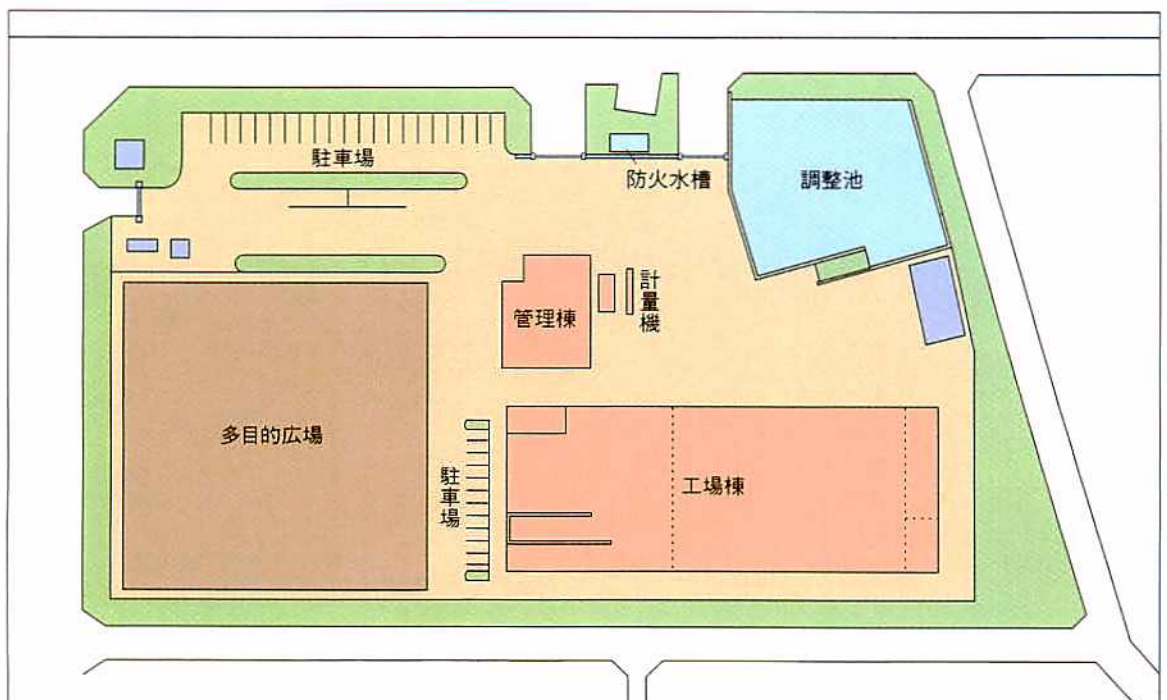 駐車場
防火水槽
調整池
計量機
管理棟
多目的広場
駐車場
工場棟